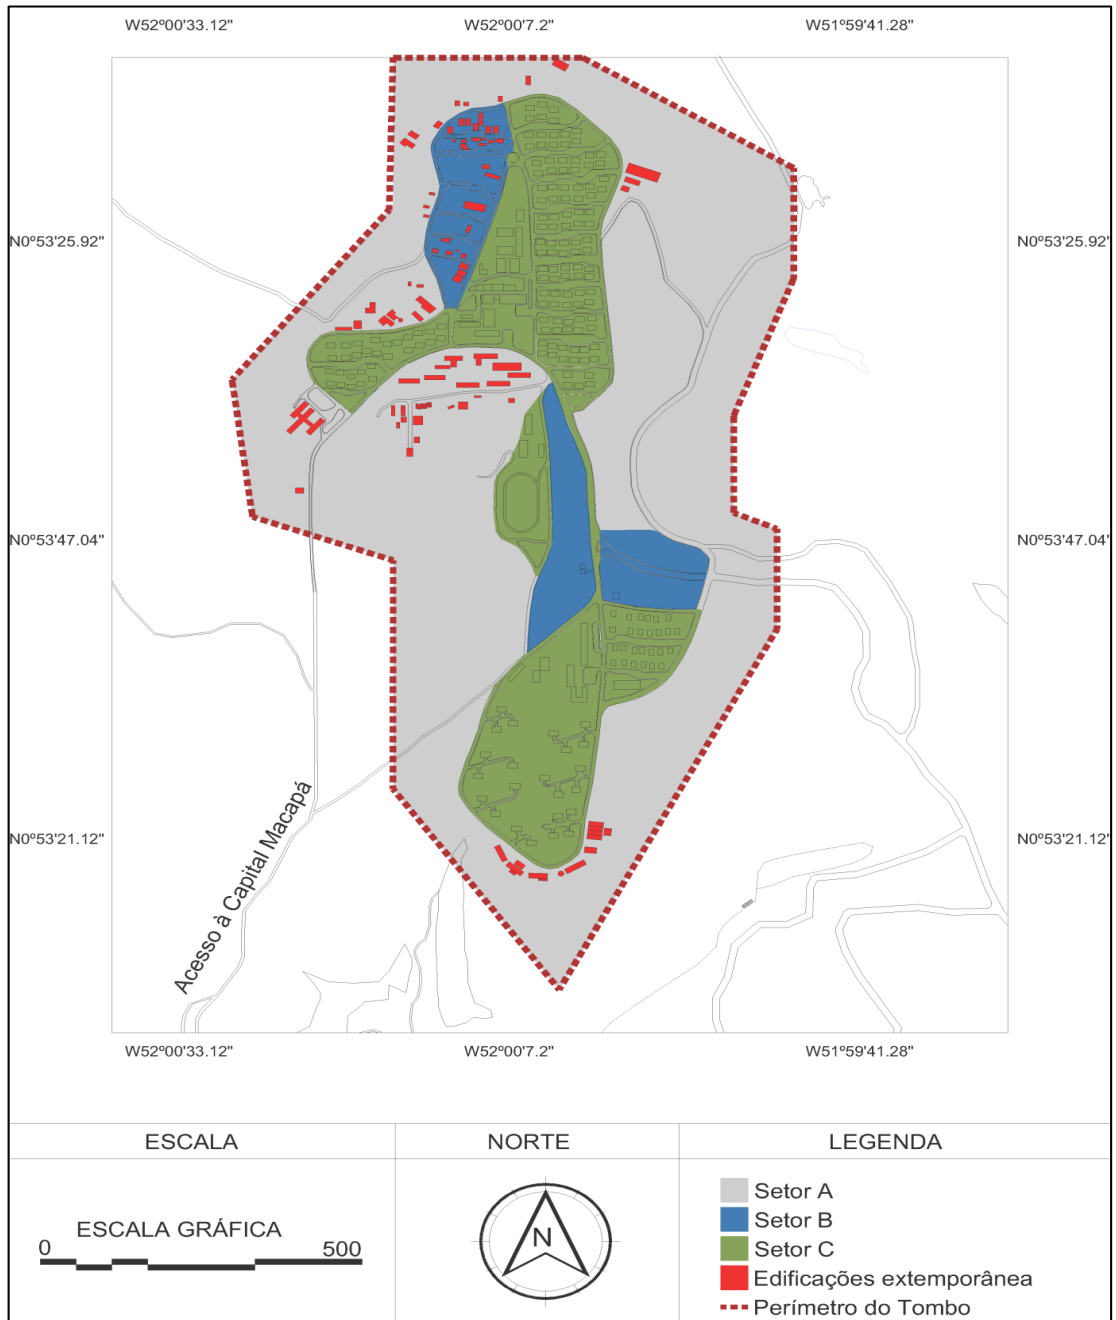 W52º00'33.12" W52º00'7.2" W51º59'41.28"
N0º53'25.92" N0º53'25.92"
N0º53'47.04" N0º53'47.04"
N0º53'21.12" N0º53'21.12"
Acesso à Capital Macapá
W52º00'33.12" W52º00'7.2" W51º59'41.28"
ESCALA NORTE LEGENDA
ESCALA GRÁFICA
0 500
N
Setor A
Setor B
Setor C
Edificações extemporânea
Perímetro do Tombo